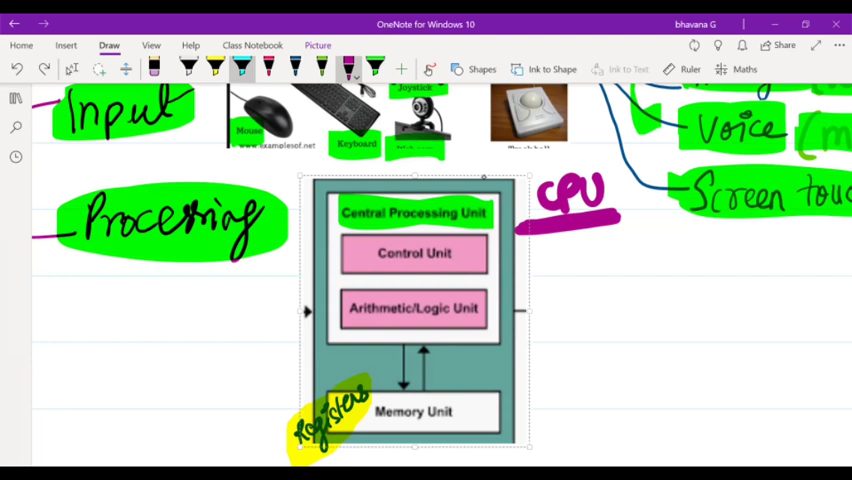 OneNote for Windows 10
bhavana G
Home Insert Draw View Help Class Notebook Picture
Share
Shapes Ink to Shape Ink to Text Ruler Maths
Input
Joystick
Mouse
www.examplesof.net
Keyboard
Voice (m
Screen touc
Processing
CPU
Central Processing Unit
Control Unit
Arithmetic/Logic Unit
Registers
Memory Unit